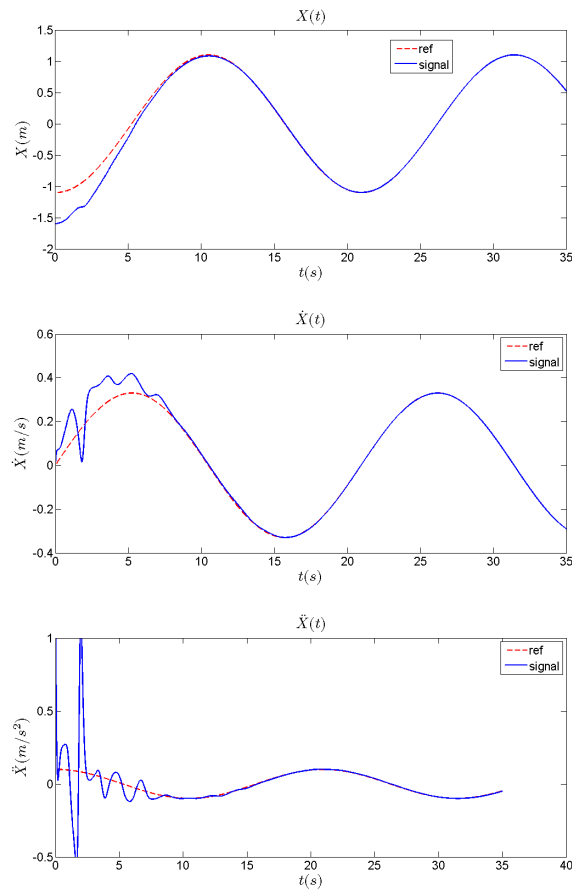 X(t)
1.5
1
0.5
0
-0.5
-1
-1.5
-2
X(m)
ref
signal
0 5 10 15 20 25 30 35
t(s)
Ẋ(t)
0.6
0.4
0.2
0
-0.2
-0.4
Ẋ(m/s)
ref
signal
0 5 10 15 20 25 30 35
t(s)
Ẍ(t)
1
0.5
0
-0.5
Ẍ(m/s²)
ref
signal
0 5 10 15 20 25 30 35 40
t(s)